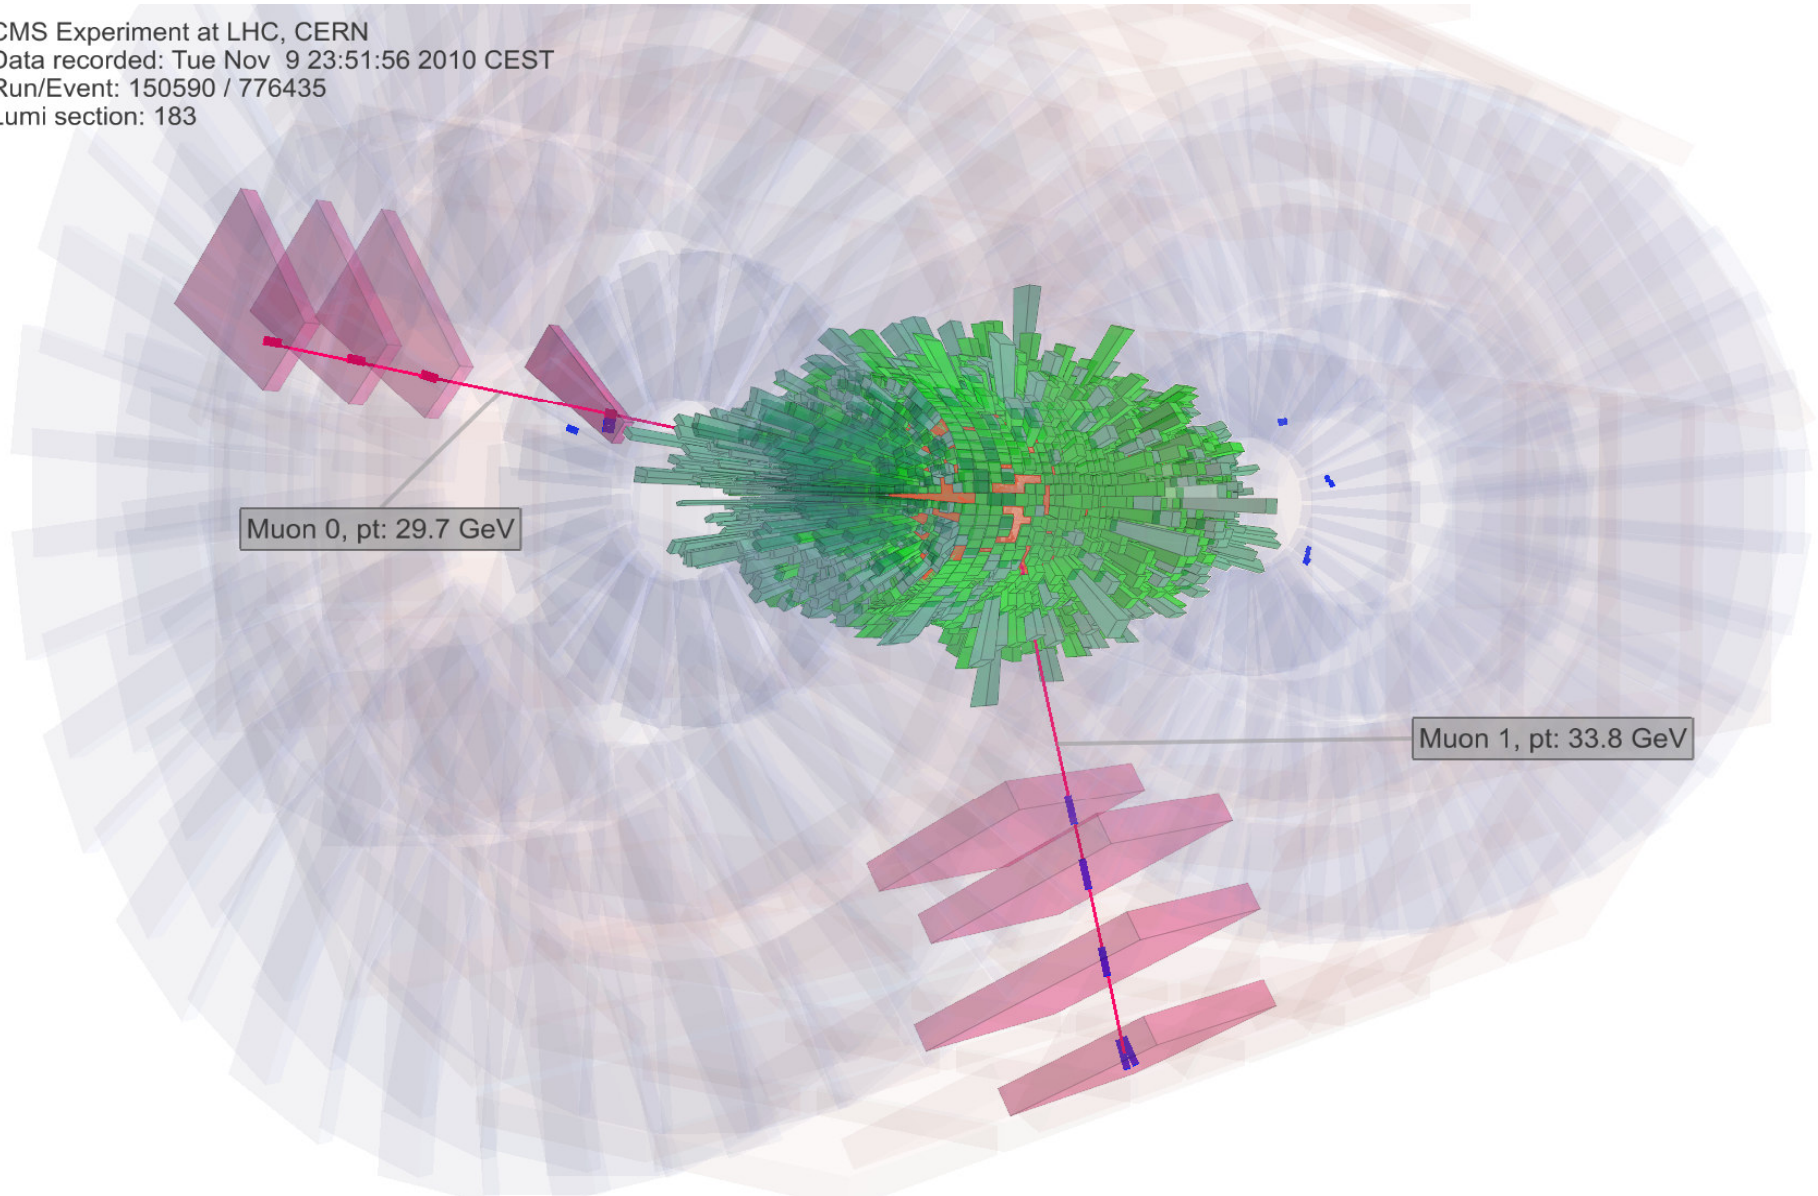 CMS Experiment at LHC, CERN
Data recorded: Tue Nov 9 23:51:56 2010 CEST
Run/Event: 150590 / 776435
Lumi section: 183
Muon 0, pt: 29.7 GeV
Muon 1, pt: 33.8 GeV